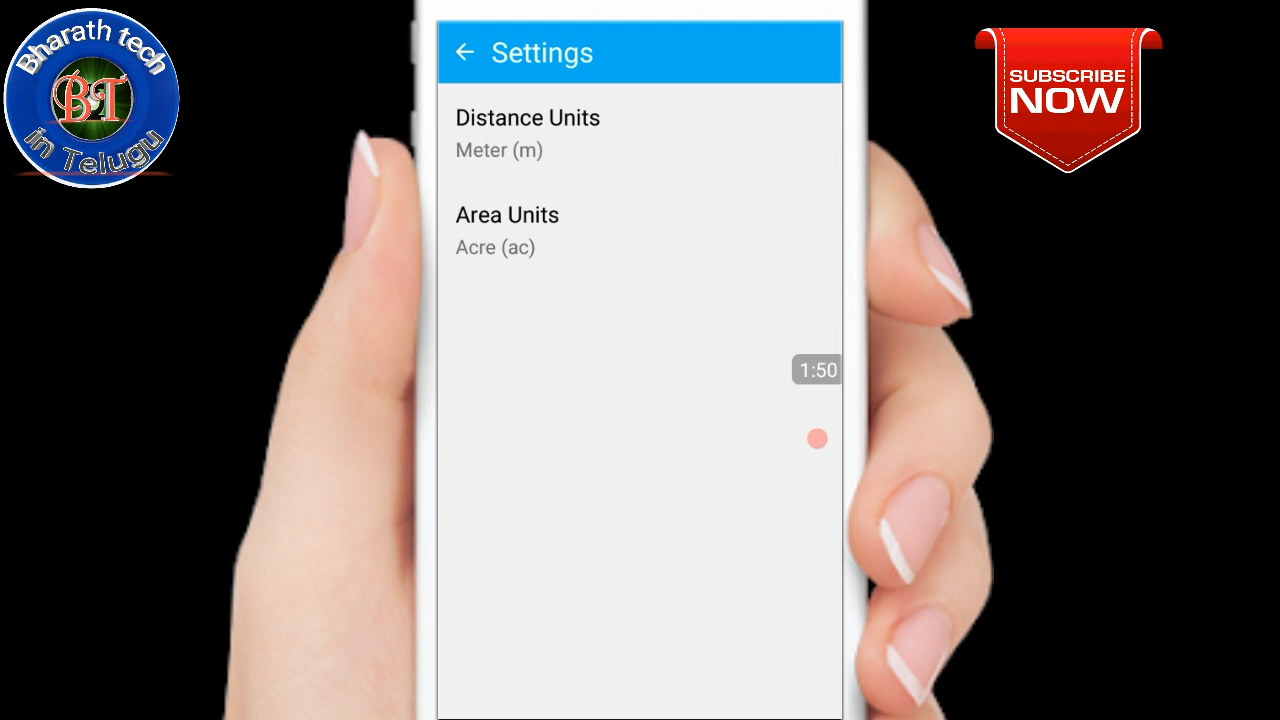 Bharath tech
BT
in Telugu
Settings
Distance Units
Meter (m)
Area Units
Acre (ac)
1:50
SUBSCRIBE
NOW